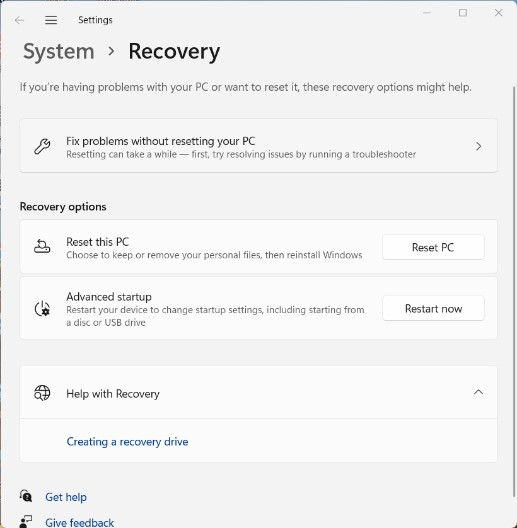 Settings
System > Recovery
If you're having problems with your PC or want to reset it, these recovery options might help.
Fix problems without resetting your PC
Resetting can take a while — first, try resolving issues by running a troubleshooter
Recovery options
Reset this PC
Choose to keep or remove your personal files, then reinstall Windows
Reset PC
Advanced startup
Restart your device to change startup settings, including starting from
a disc or USB drive
Restart now
Help with Recovery
Creating a recovery drive
Get help
Give feedback